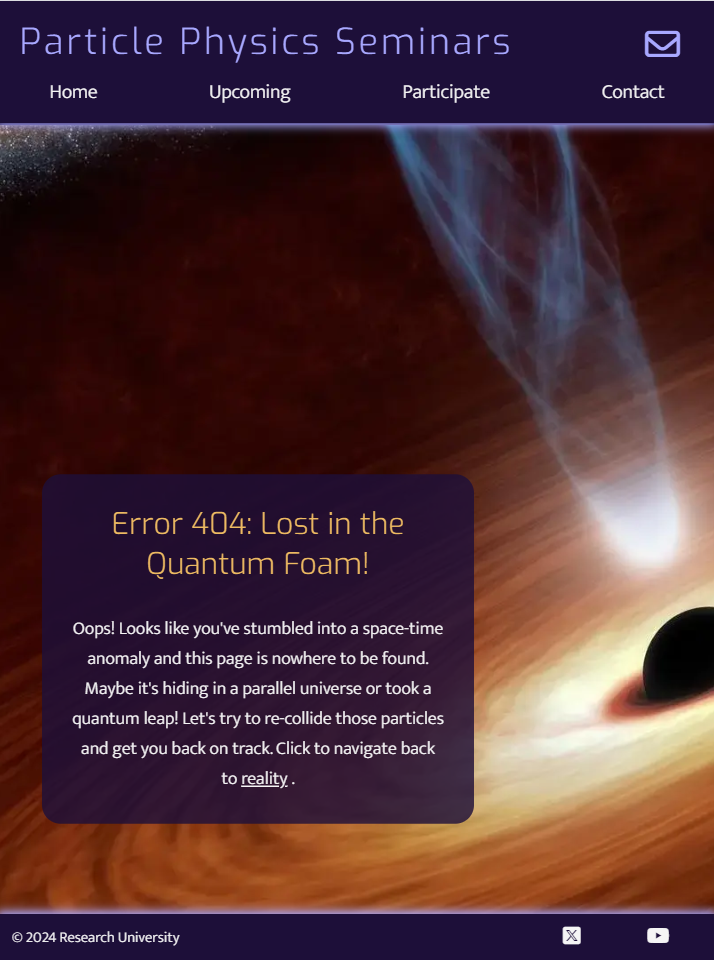 Particle Physics Seminars
Home Upcoming Participate Contact
Error 404: Lost in the
Quantum Foam!
Oops! Looks like you've stumbled into a space-time
anomaly and this page is nowhere to be found.
Maybe it's hiding in a parallel universe or took a
quantum leap! Let's try to re-collide those particles
and get you back on track. Click to navigate back
to reality .
© 2024 Research University